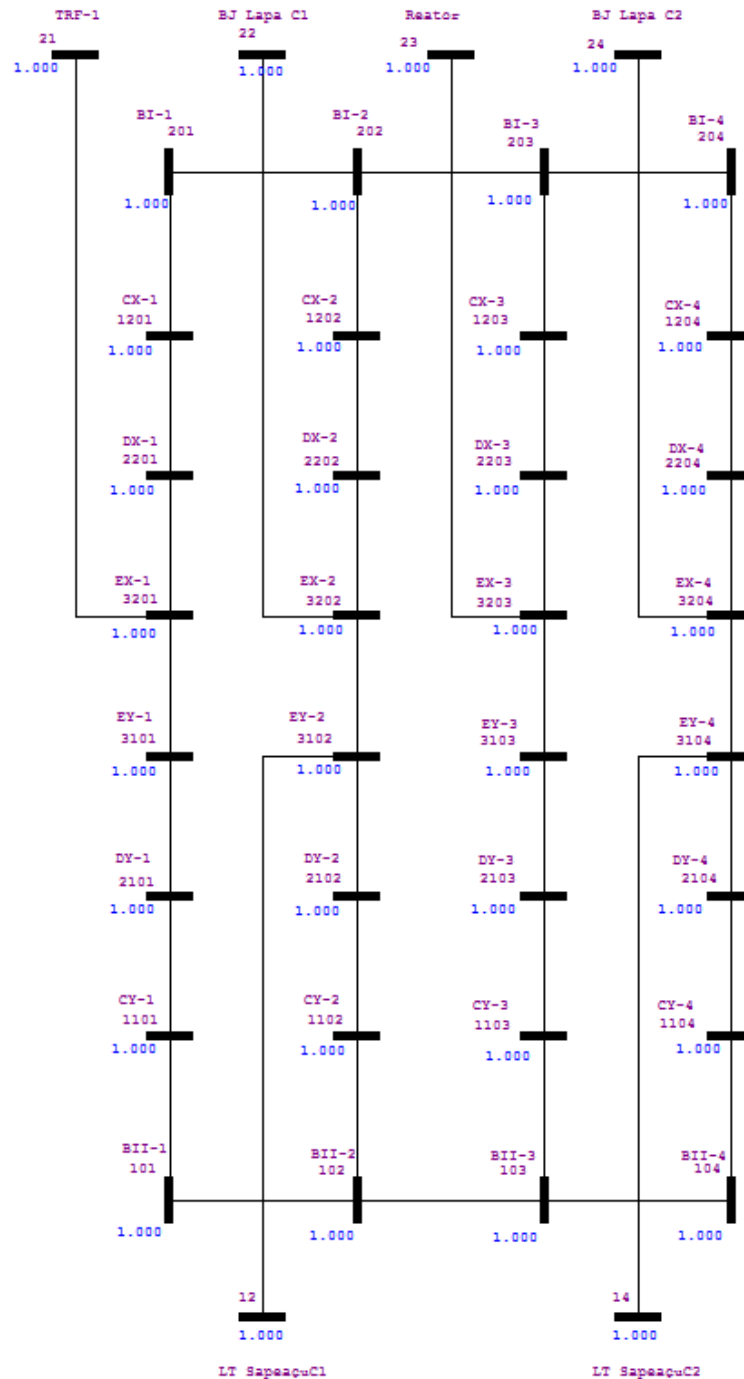 TRF-1 BJ Lapa C1 Reator BJ Lapa C2
21 22 23 24
1.000 1.000 1.000 1.000
BI-1 BI-2 BI-3 BI-4
201 202 203 204
1.000 1.000 1.000 1.000
CX-1 CX-2 CX-3 CX-4
1201 1202 1203 1204
1.000 1.000 1.000 1.000
DX-1 DX-2 DX-3 DX-4
2201 2202 2203 2204
1.000 1.000 1.000 1.000
EX-1 EX-2 EX-3 EX-4
3201 3202 3203 3204
1.000 1.000 1.000 1.000
EY-1 EY-2 EY-3 EY-4
3101 3102 3103 3104
1.000 1.000 1.000 1.000
DY-1 DY-2 DY-3 DY-4
2101 2102 2103 2104
1.000 1.000 1.000 1.000
CY-1 CY-2 CY-3 CY-4
1101 1102 1103 1104
1.000 1.000 1.000 1.000
BII-1 BII-2 BII-3 BII-4
101 102 103 104
1.000 1.000 1.000 1.000
12 14
1.000 1.000
LT SapeaçuC1 LT SapeaçuC2